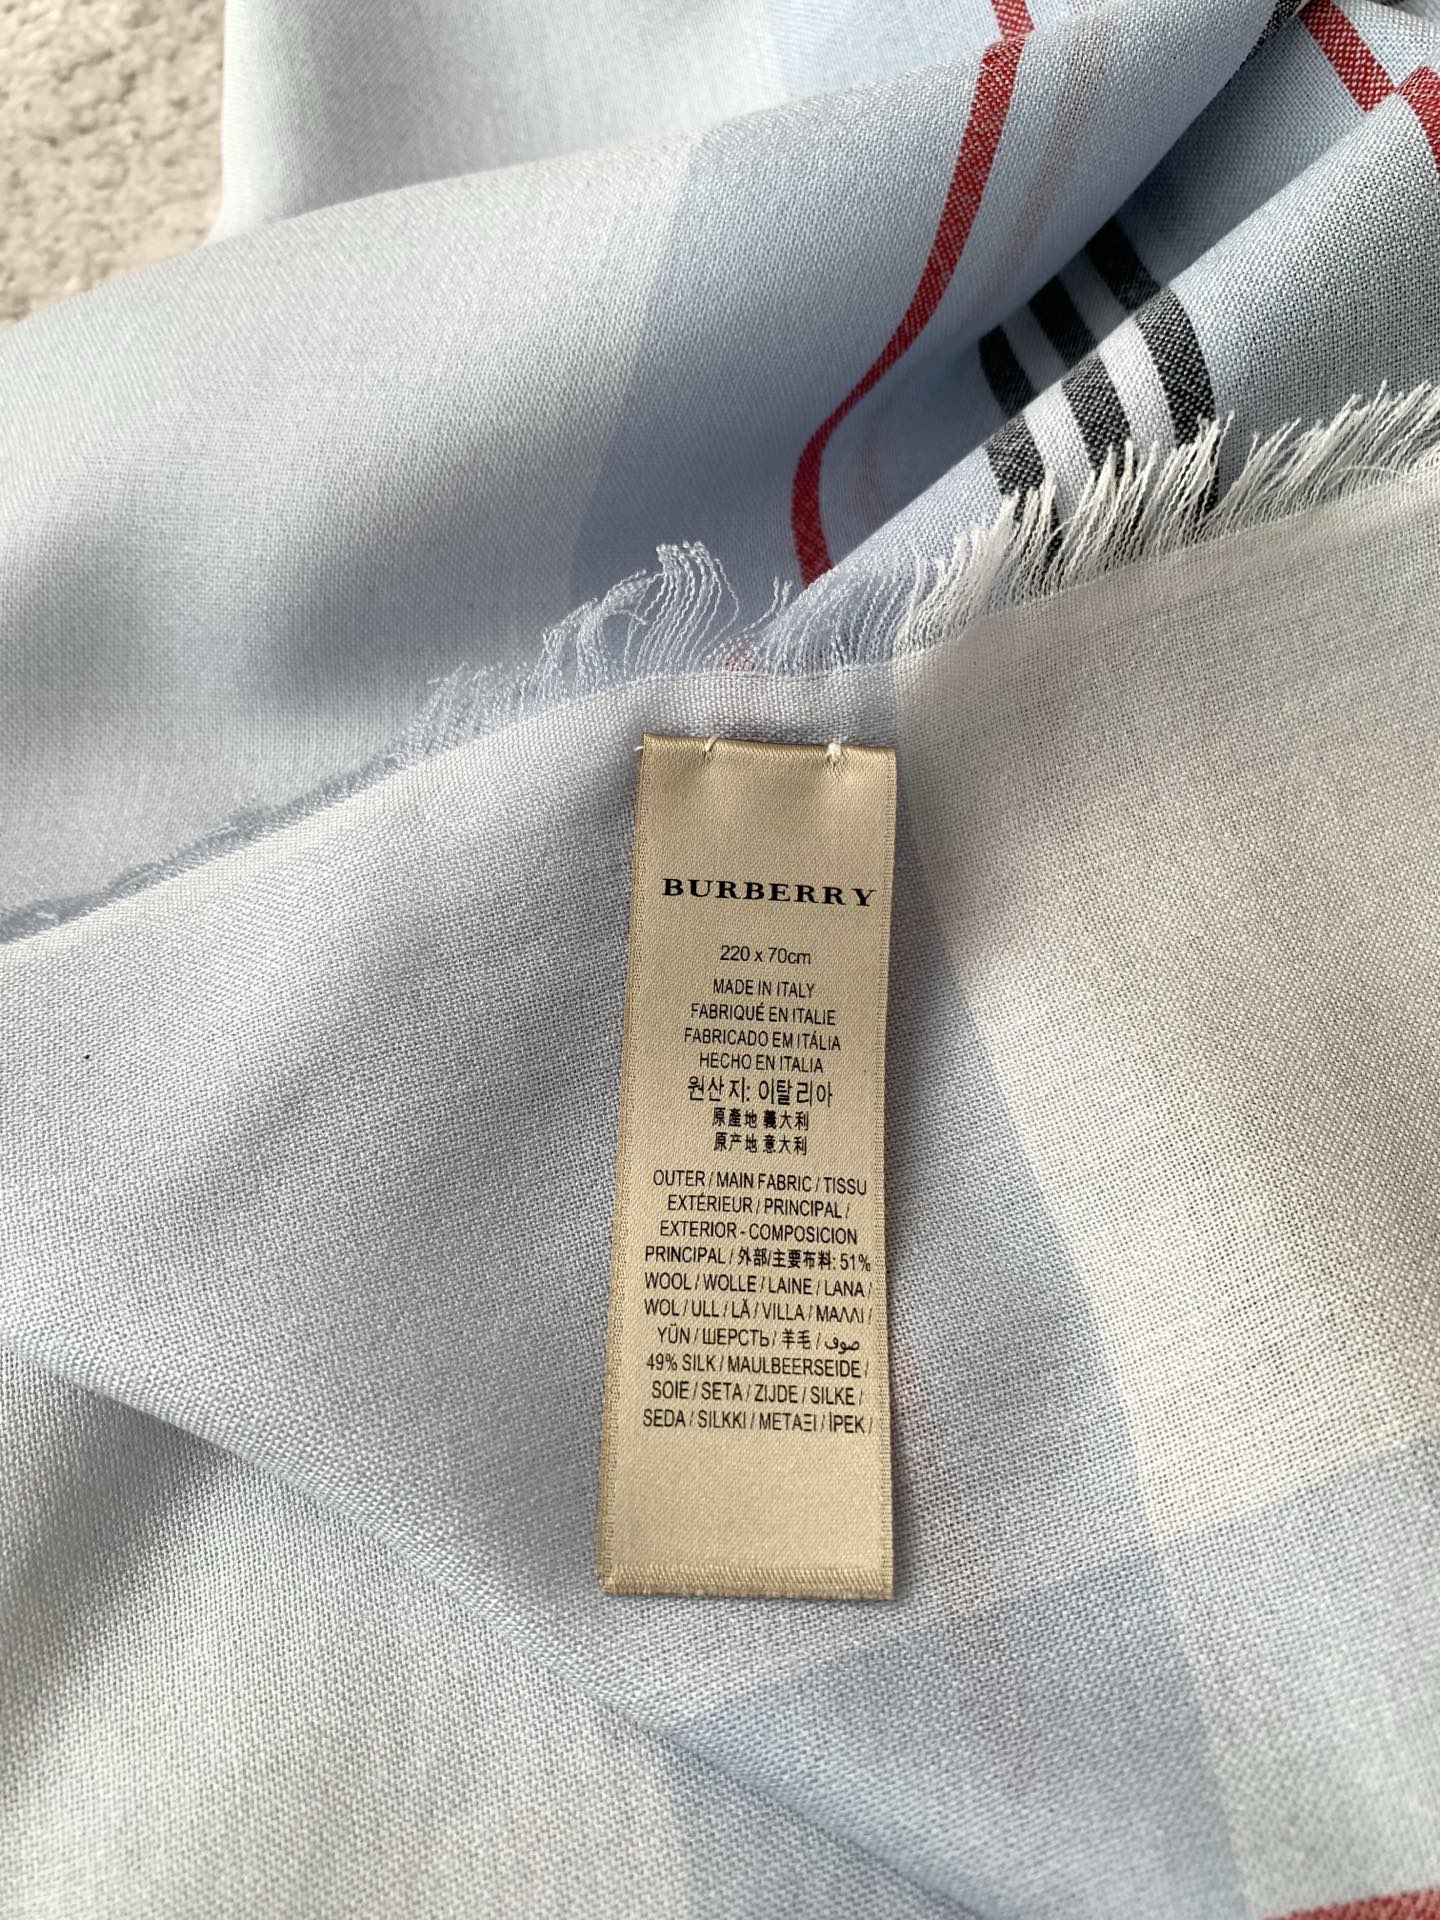 BURBERRY
220 x 70cm
MADE IN ITALY
FABRIQUÉ EN ITALIE
FABRICADO EM ITÁLIA
HECHO EN ITALIA
원산지: 이탈리아
原產地 義大利
原产地 意大利
OUTER / MAIN FABRIC / TISSU
EXTÉRIEUR / PRINCIPAL /
EXTERIOR - COMPOSICION
PRINCIPAL / 外部/主要布料: 51%
WOOL / WOLLE / LAINE / LANA /
WOL / ULL / LÃ / VILLA / ΜΑΛΛΙ /
YÜN / ШЕРСТЬ / 羊毛 / صوف
49% SILK / MAULBEERSEIDE /
SOIE / SETA / ZIJDE / SILKE /
SEDA / SILKKI / ΜΕΤΑΞΙ / İPEK /